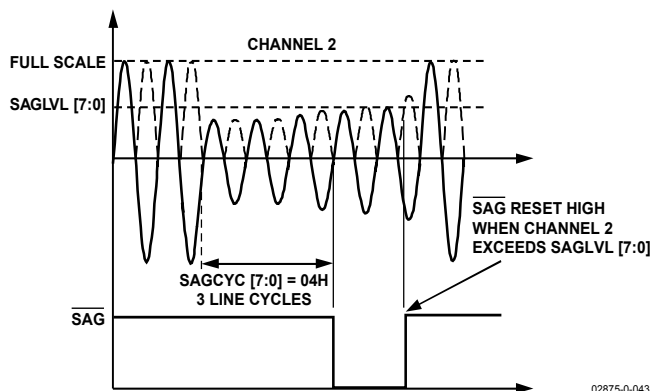 CHANNEL 2
FULL SCALE
SAGLVL [7:0]
SAG RESET HIGH
WHEN CHANNEL 2
EXCEEDS SAGLVL [7:0]
SAGCYC [7:0] = 04H
3 LINE CYCLES
SAG
02875-0-043